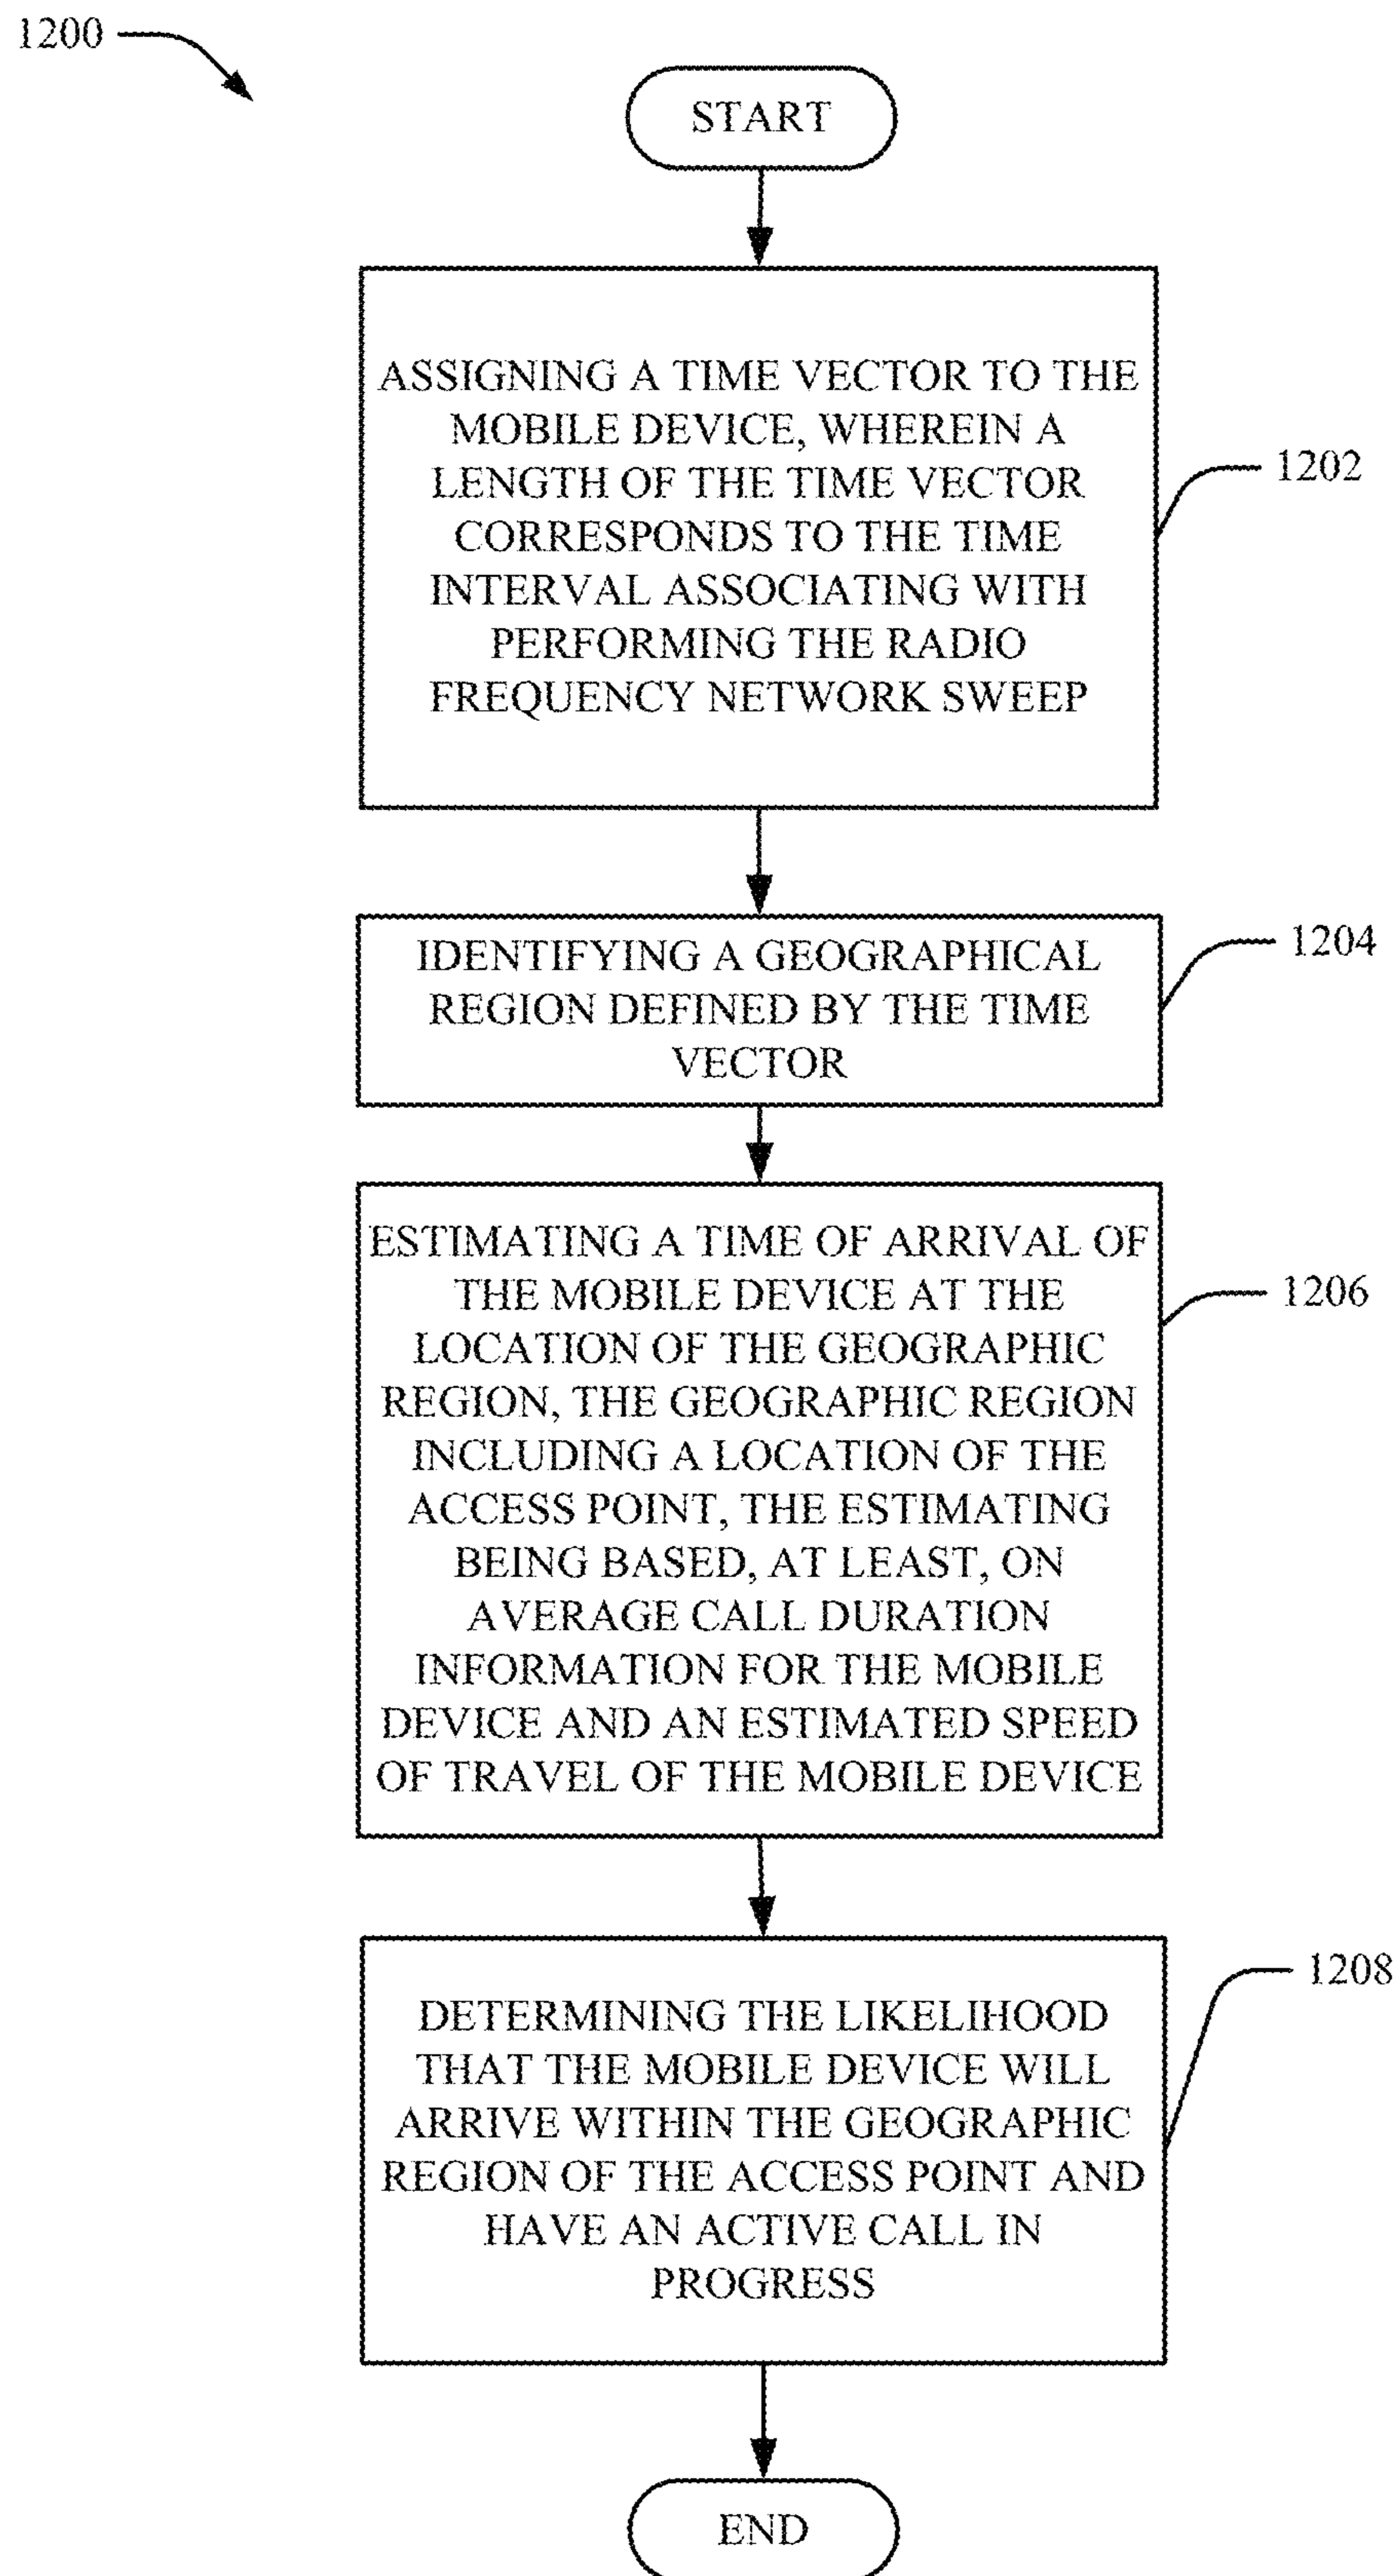 1200
START
ASSIGNING A TIME VECTOR TO THE
MOBILE DEVICE, WHEREIN A
LENGTH OF THE TIME VECTOR
CORRESPONDS TO THE TIME
INTERVAL ASSOCIATING WITH
PERFORMING THE RADIO
FREQUENCY NETWORK SWEEP
1202
IDENTIFYING A GEOGRAPHICAL
REGION DEFINED BY THE TIME
VECTOR
1204
ESTIMATING A TIME OF ARRIVAL OF
THE MOBILE DEVICE AT THE
LOCATION OF THE GEOGRAPHIC
REGION, THE GEOGRAPHIC REGION
INCLUDING A LOCATION OF THE
ACCESS POINT, THE ESTIMATING
BEING BASED, AT LEAST, ON
AVERAGE CALL DURATION
INFORMATION FOR THE MOBILE
DEVICE AND AN ESTIMATED SPEED
OF TRAVEL OF THE MOBILE DEVICE
1206
DETERMINING THE LIKELIHOOD
THAT THE MOBILE DEVICE WILL
ARRIVE WITHIN THE GEOGRAPHIC
REGION OF THE ACCESS POINT AND
HAVE AN ACTIVE CALL IN
PROGRESS
1208
END